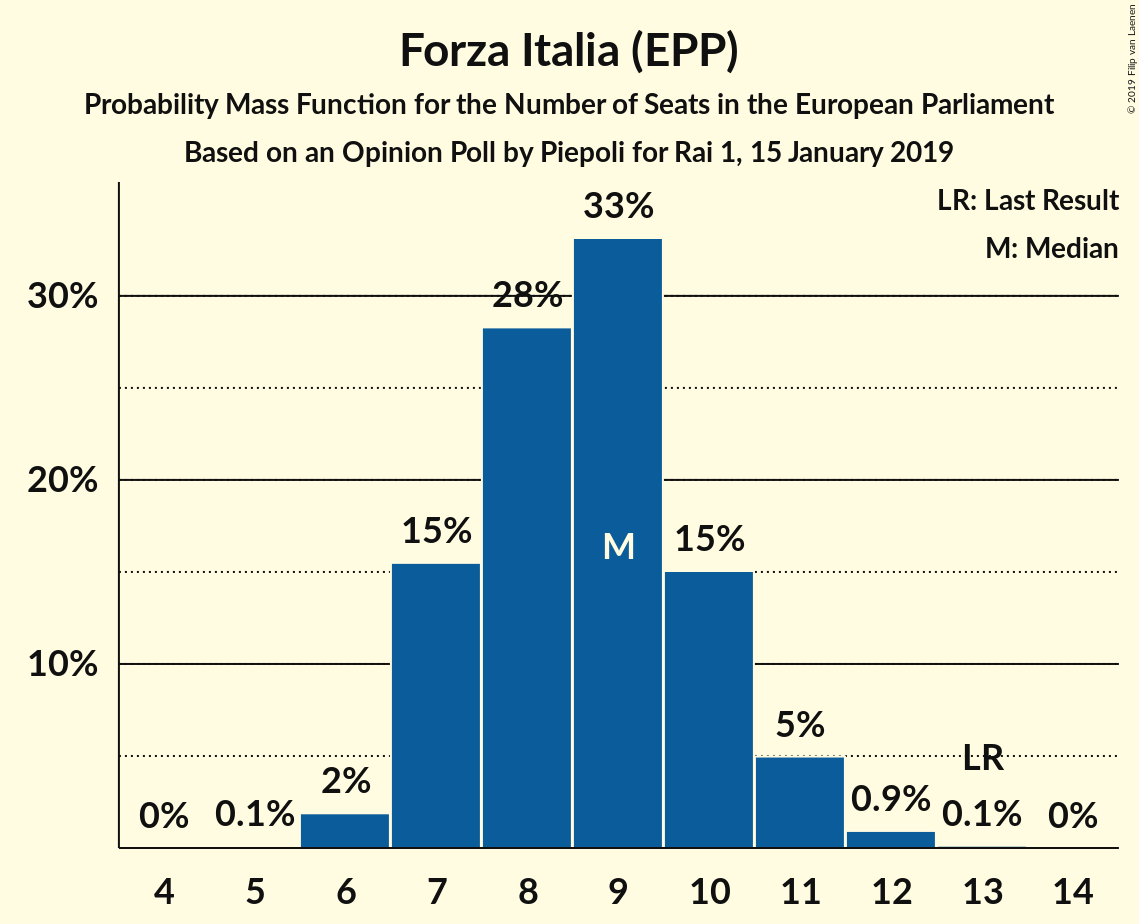 Forza Italia (EPP)
Probability Mass Function for the Number of Seats in the European Parliament
Based on an Opinion Poll by Piepoli for Rai 1, 15 January 2019
© 2019 Filip van Laenen
LR: Last Result
M: Median
30%
20%
10%
0%
0.1%
2%
15%
28%
33%
M
15%
5%
0.9%
LR
0.1%
0%
4 5 6 7 8 9 10 11 12 13 14